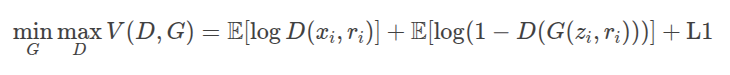 min max V(D, G) = 𝔼[log D(xᵢ, rᵢ)] + 𝔼[log(1 − D(G(zᵢ, rᵢ)))] + L1
G D